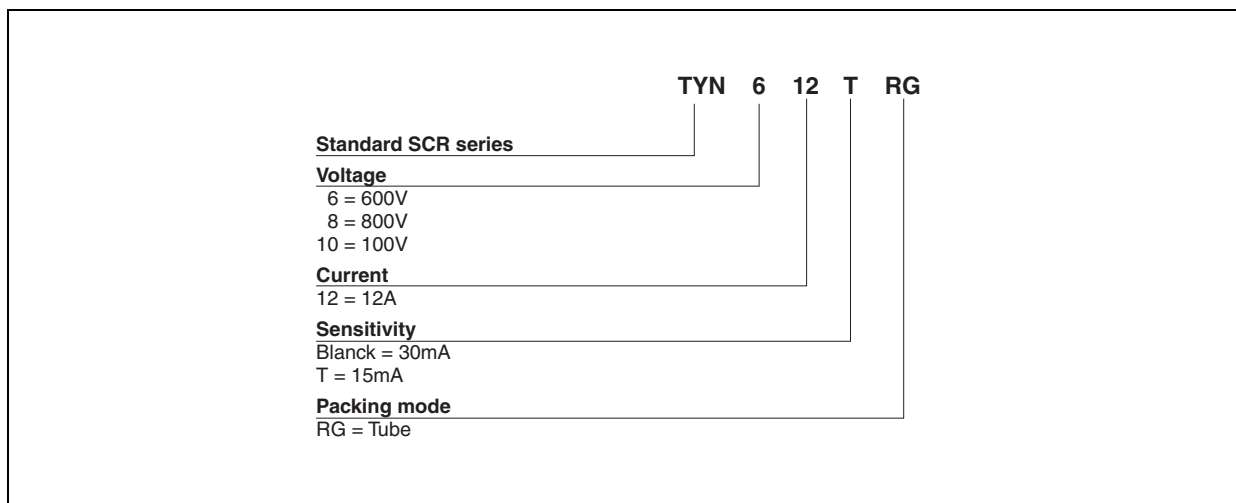 TYN 6 12 T RG
Standard SCR series
Voltage
6 = 600V
8 = 800V
10 = 100V
Current
12 = 12A
Sensitivity
Blanck = 30mA
T = 15mA
Packing mode
RG = Tube